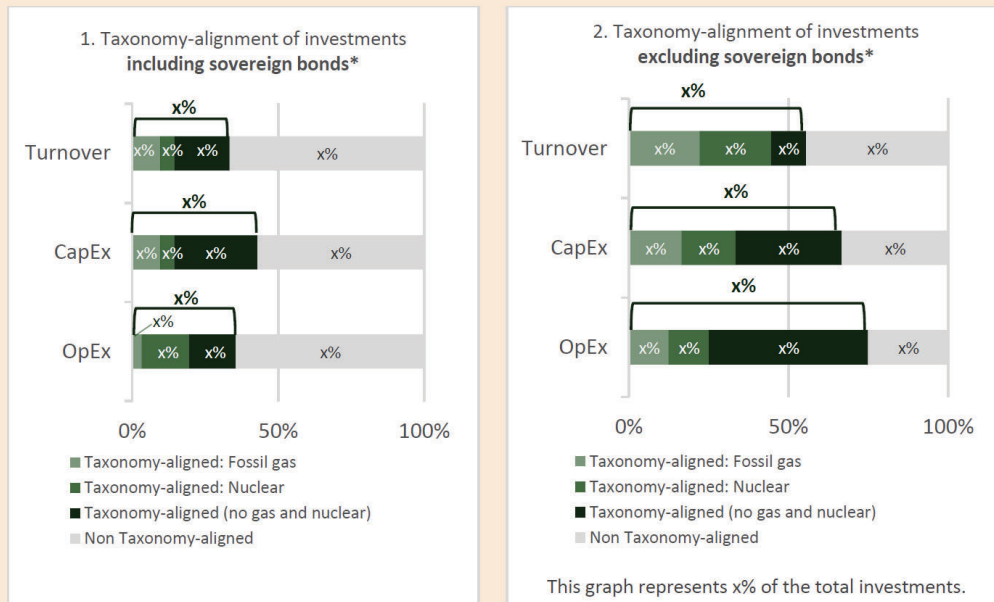 1. Taxonomy-alignment of investments
including sovereign bonds*
x%
Turnover
x% x% x% x%
x%
CapEx
x% x% x% x%
x%
x%
OpEx
x% x% x%
0% 50% 100%
Taxonomy-aligned: Fossil gas
Taxonomy-aligned: Nuclear
Taxonomy-aligned (no gas and nuclear)
Non Taxonomy-aligned
2. Taxonomy-alignment of investments
excluding sovereign bonds*
x%
Turnover
x% x% x% x%
x%
CapEx
x% x% x% x%
x%
OpEx
x% x% x% x%
0% 50% 100%
Taxonomy-aligned: Fossil gas
Taxonomy-aligned: Nuclear
Taxonomy-aligned (no gas and nuclear)
Non Taxonomy-aligned
This graph represents x% of the total investments.